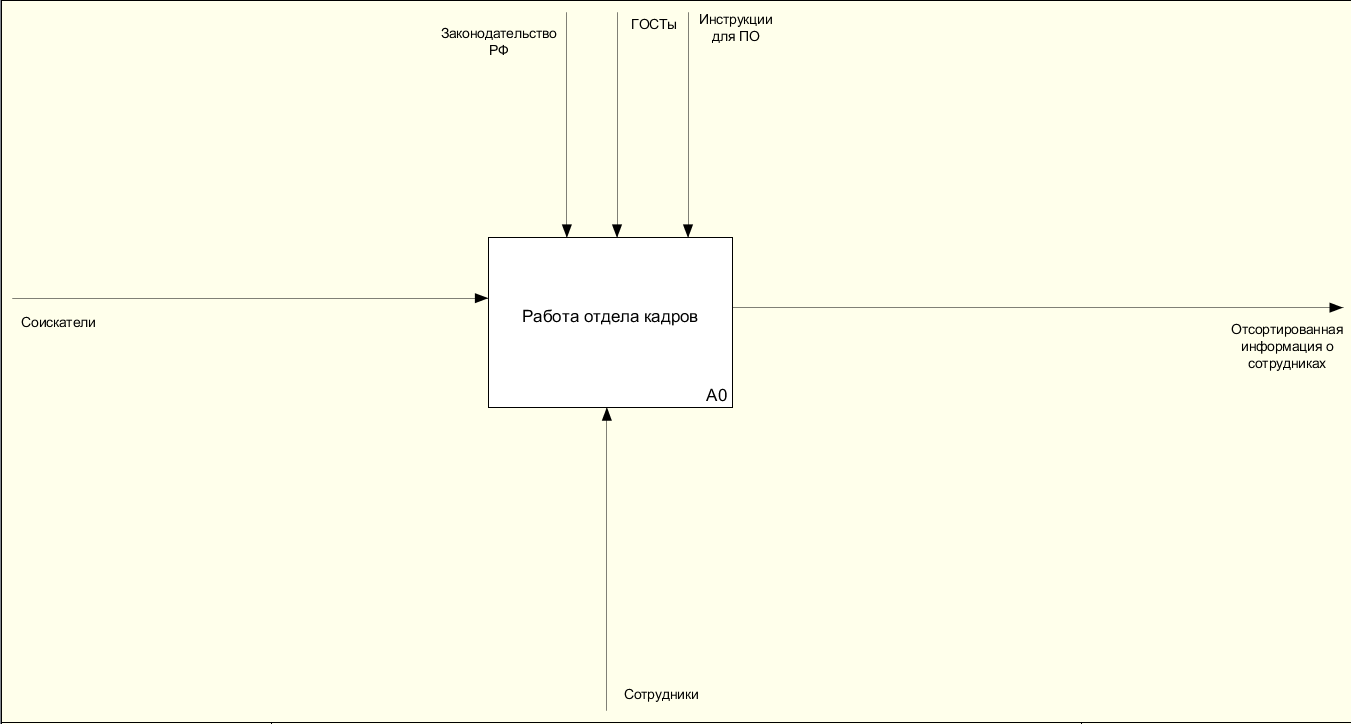 Законодательство
РФ
ГОСТы
Инструкции
для ПО
Соискатели
Работа отдела кадров
A0
Отсортированная
информация о
сотрудниках
Сотрудники